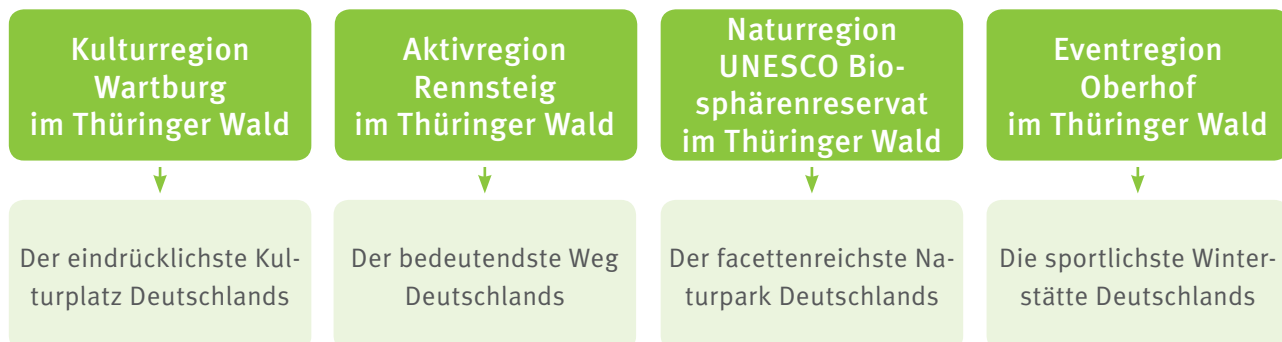 Kulturregion
Wartburg
im Thüringer Wald
Der eindrücklichste Kul-
turplatz Deutschlands
Aktivregion
Rennsteig
im Thüringer Wald
Der bedeutendste Weg
Deutschlands
Naturregion
UNESCO Bio-
sphärenreservat
im Thüringer Wald
Der facettenreichste Na-
turpark Deutschlands
Eventregion
Oberhof
im Thüringer Wald
Die sportlichste Winter-
stätte Deutschlands